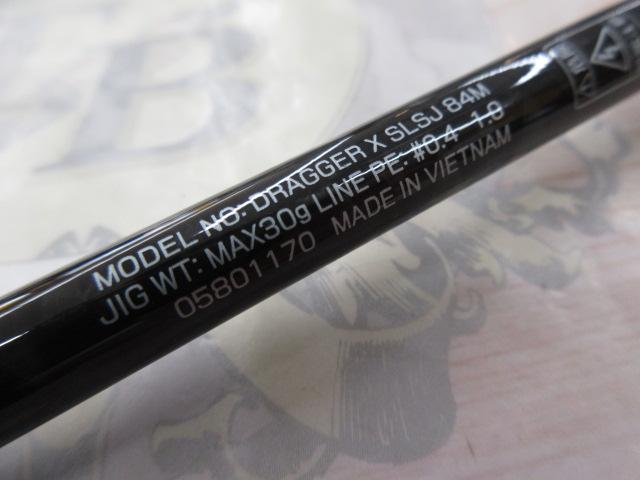 MODEL NO: DRAGGER X SLSJ 84M
JIG WT: MAX30g LINE PE: #0.4-1.0
05801170 MADE IN VIETNAM
B